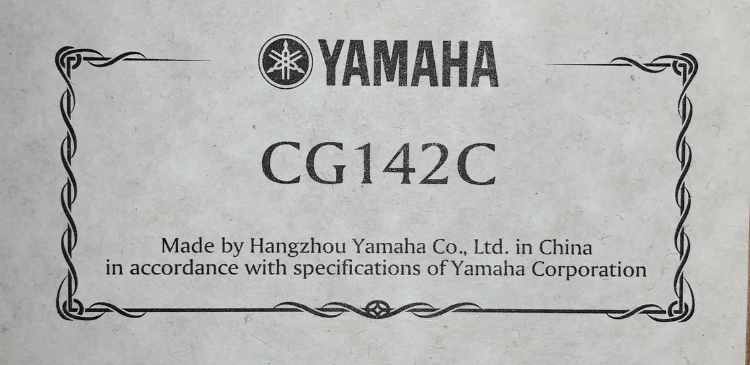 YAMAHA
CG142C
Made by Hangzhou Yamaha Co., Ltd. in China
in accordance with specifications of Yamaha Corporation